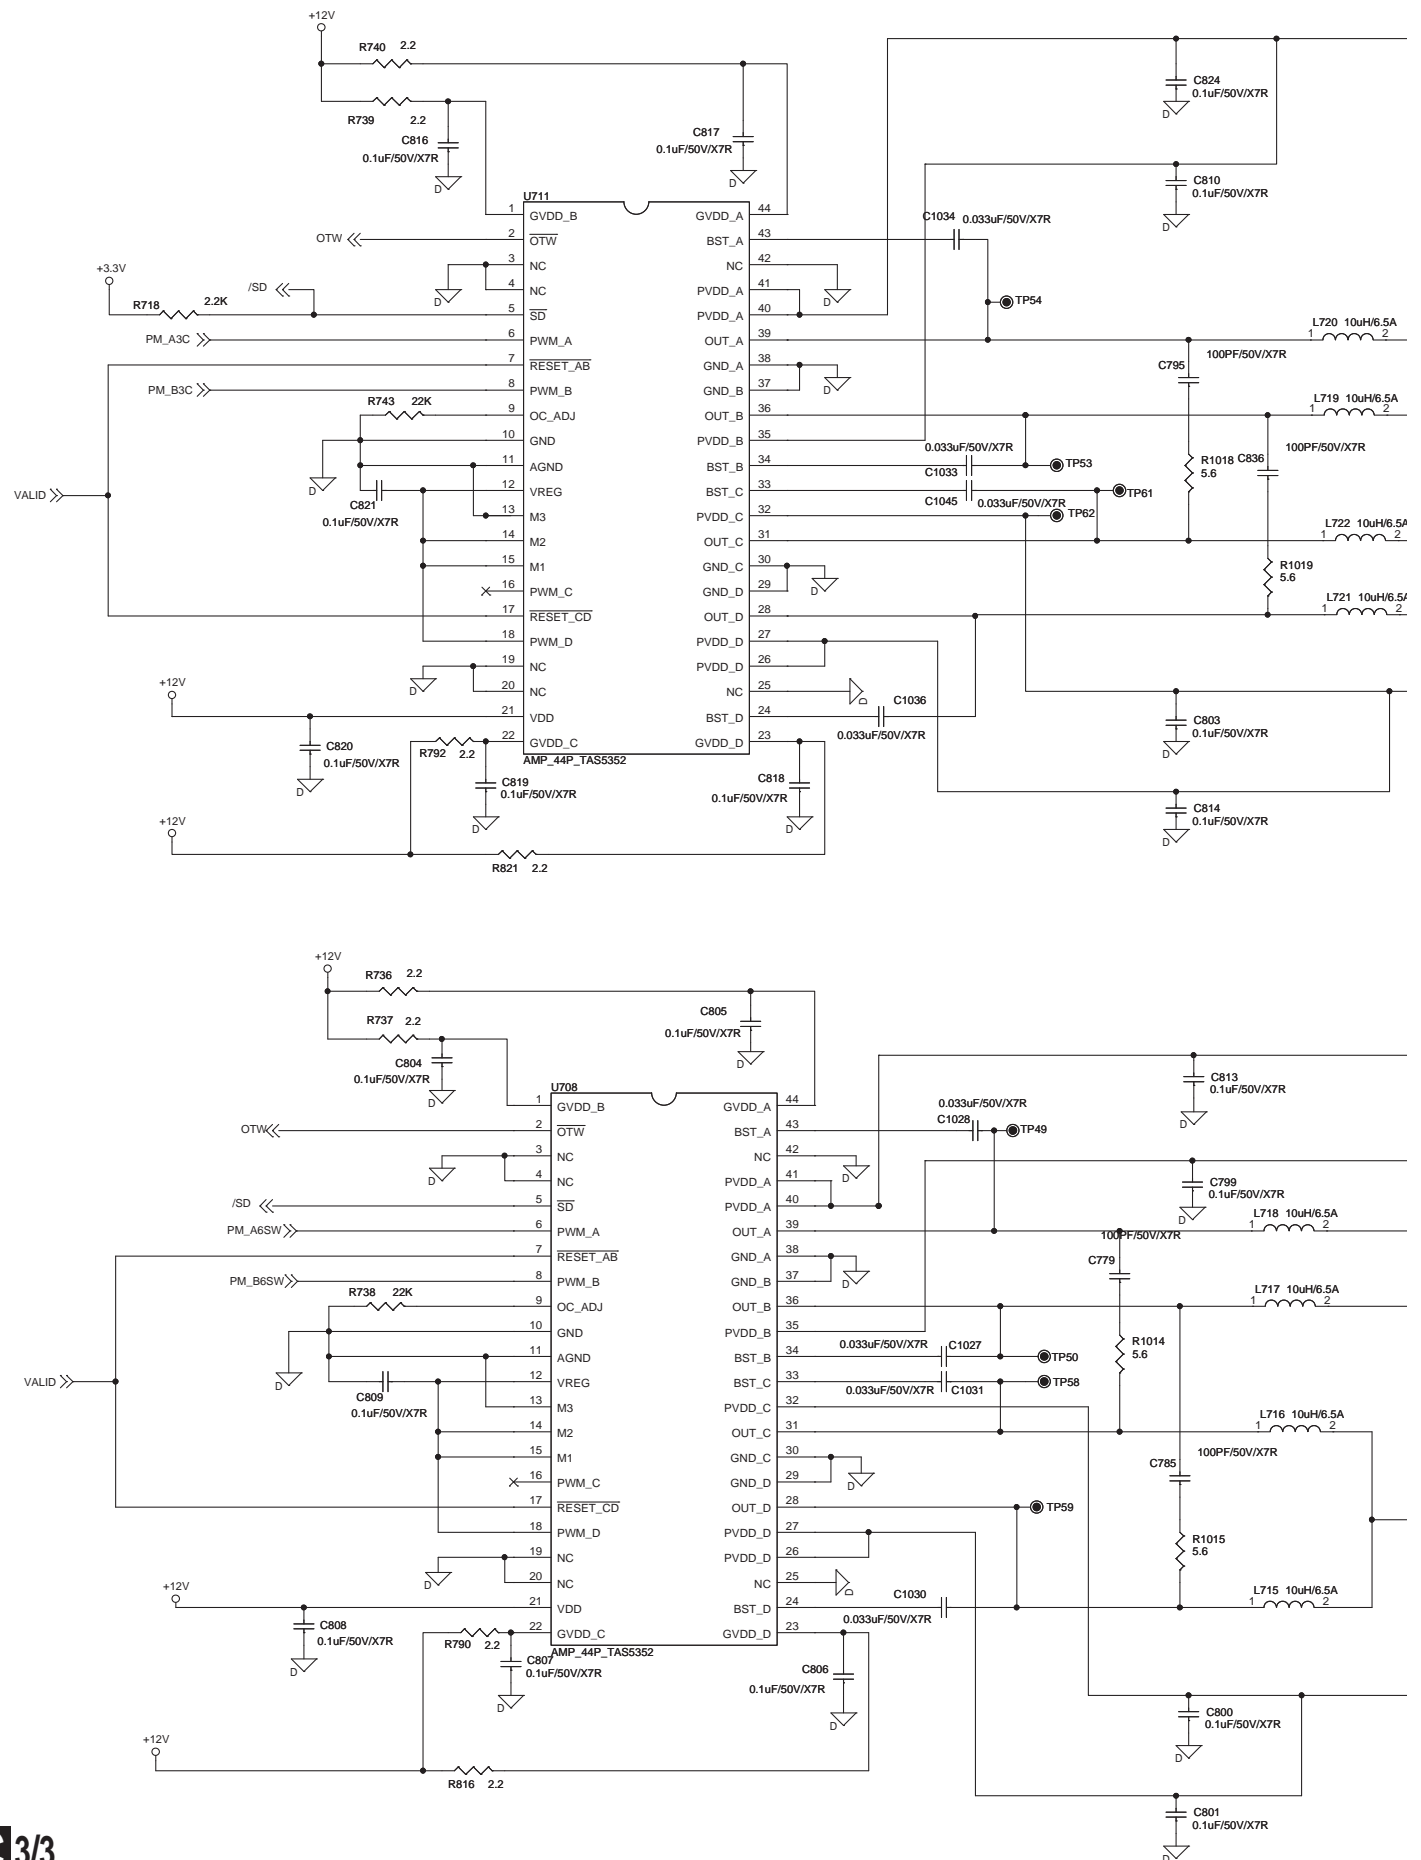 +12V
R740 2.2
R739 2.2
C816
0.1uF/50V/X7R
D
C817
0.1uF/50V/X7R
D
C824
0.1uF/50V/X7R
D
C810
0.1uF/50V/X7R
D
U711
1 GVDD_B
2 OTW
3 NC
4 NC
5 SD
6 PWM_A
7 RESET_AB
8 PWM_B
9 OC_ADJ
10 GND
11 AGND
12 VREG
13 M3
14 M2
15 M1
16 PWM_C
17 RESET_CD
18 PWM_D
19 NC
20 NC
21 VDD
22 GVDD_C
GVDD_A 44
BST_A 43
NC 42
PVDD_A 41
PVDD_A 40
OUT_A 39
GND_A 38
GND_B 37
OUT_B 36
PVDD_B 35
BST_B 34
BST_C 33
PVDD_C 32
OUT_C 31
GND_C 30
GND_D 29
OUT_D 28
PVDD_D 27
PVDD_D 26
NC 25
BST_D 24
GVDD_D 23
AMP_44P_TAS5352
OTW
+3.3V
/SD
R718 2.2K
PM_A3C
PM_B3C
R743 22K
VALID
D
D
C821
0.1uF/50V/X7R
D
+12V
C820
0.1uF/50V/X7R
D
R792 2.2
C819
0.1uF/50V/X7R
D
+12V
R821 2.2
C818
0.1uF/50V/X7R
D
C1034 0.033uF/50V/X7R
D
TP54
D
0.033uF/50V/X7R
C1033
TP53
C1045 0.033uF/50V/X7R
TP61
TP62
D
D
C1036
0.033uF/50V/X7R
L720 10uH/6.5A
1 2
100PF/50V/X7R
C795
L719 10uH/6.5A
1 2
100PF/50V/X7R
R1018
5.6
C836
L722 10uH/6.5A
1 2
R1019
5.6
L721 10uH/6.5A
1 2
C803
0.1uF/50V/X7R
D
C814
0.1uF/50V/X7R
D
+12V
R736 2.2
R737 2.2
C804
0.1uF/50V/X7R
D
C805
0.1uF/50V/X7R
D
C813
0.1uF/50V/X7R
D
C799
0.1uF/50V/X7R
D
U708
1 GVDD_B
2 OTW
3 NC
4 NC
5 SD
6 PWM_A
7 RESET_AB
8 PWM_B
9 OC_ADJ
10 GND
11 AGND
12 VREG
13 M3
14 M2
15 M1
16 PWM_C
17 RESET_CD
18 PWM_D
19 NC
20 NC
21 VDD
22 GVDD_C
GVDD_A 44
BST_A 43
NC 42
PVDD_A 41
PVDD_A 40
OUT_A 39
GND_A 38
GND_B 37
OUT_B 36
PVDD_B 35
BST_B 34
BST_C 33
PVDD_C 32
OUT_C 31
GND_C 30
GND_D 29
OUT_D 28
PVDD_D 27
PVDD_D 26
NC 25
BST_D 24
GVDD_D 23
AMP_44P_TAS5352
OTW
D
/SD
PM_A6SW
PM_B6SW
R738 22K
VALID
D
C809
0.1uF/50V/X7R
D
+12V
C808
0.1uF/50V/X7R
D
R790 2.2
C807
0.1uF/50V/X7R
D
+12V
R816 2.2
C806
0.1uF/50V/X7R
D
0.033uF/50V/X7R
C1028
TP49
D
D
0.033uF/50V/X7R C1027
TP50
0.033uF/50V/X7R C1031
TP58
D
TP59
D
C1030
0.033uF/50V/X7R
L718 10uH/6.5A
1 2
100PF/50V/X7R
C779
L717 10uH/6.5A
1 2
R1014
5.6
L716 10uH/6.5A
1 2
100PF/50V/X7R
C785
R1015
5.6
L715 10uH/6.5A
1 2
C800
0.1uF/50V/X7R
D
C801
0.1uF/50V/X7R
D
3/3